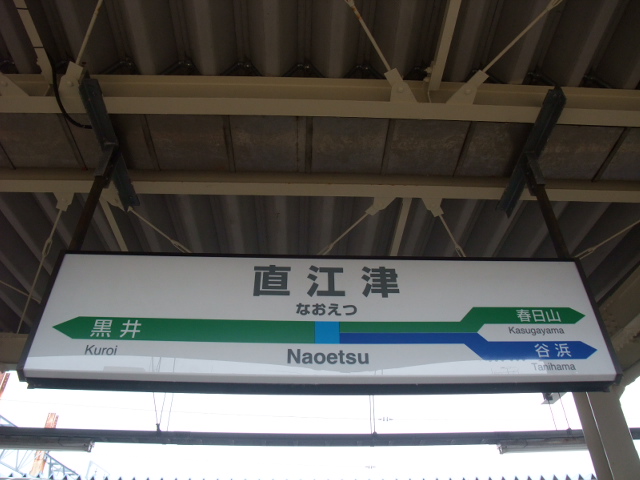 直江津
なおえつ
黒井
Kuroi
Naoetsu
春日山
Kasugayama
谷浜
Tanihama